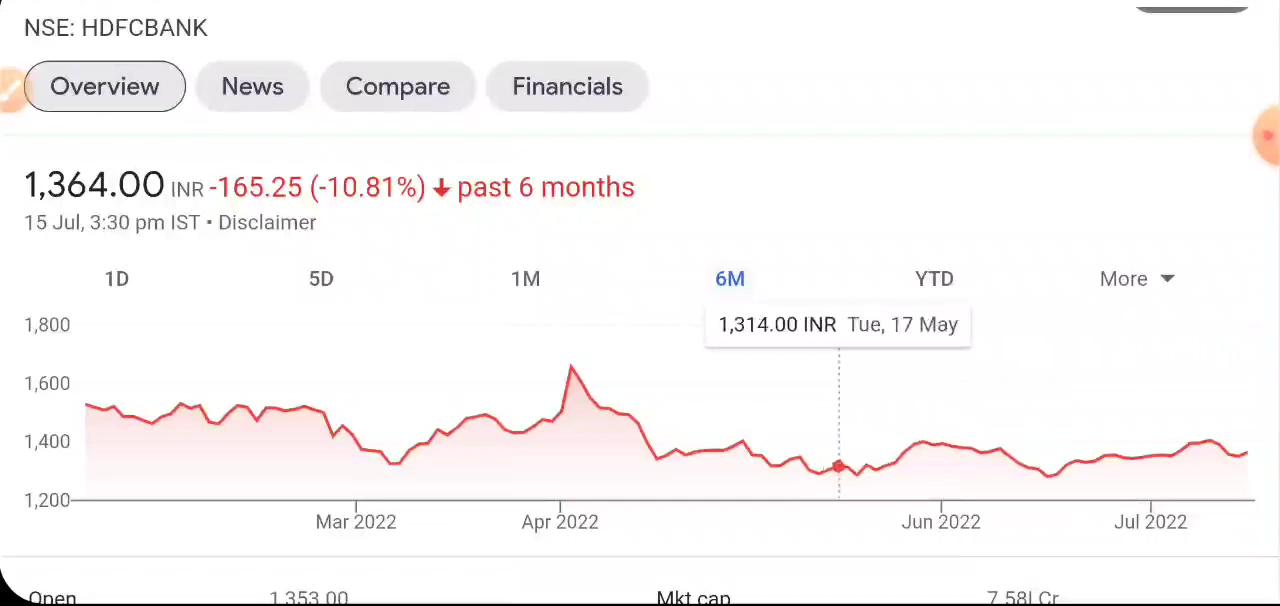 NSE: HDFCBANK
Overview News Compare Financials
1,364.00 INR -165.25 (-10.81%) ↓ past 6 months
15 Jul, 3:30 pm IST • Disclaimer
1D 5D 1M 6M YTD More
1,314.00 INR Tue, 17 May
1,800
1,600
1,400
1,200
Mar 2022 Apr 2022 Jun 2022 Jul 2022
Open 1,353.00 Mkt cap 7.58LCr